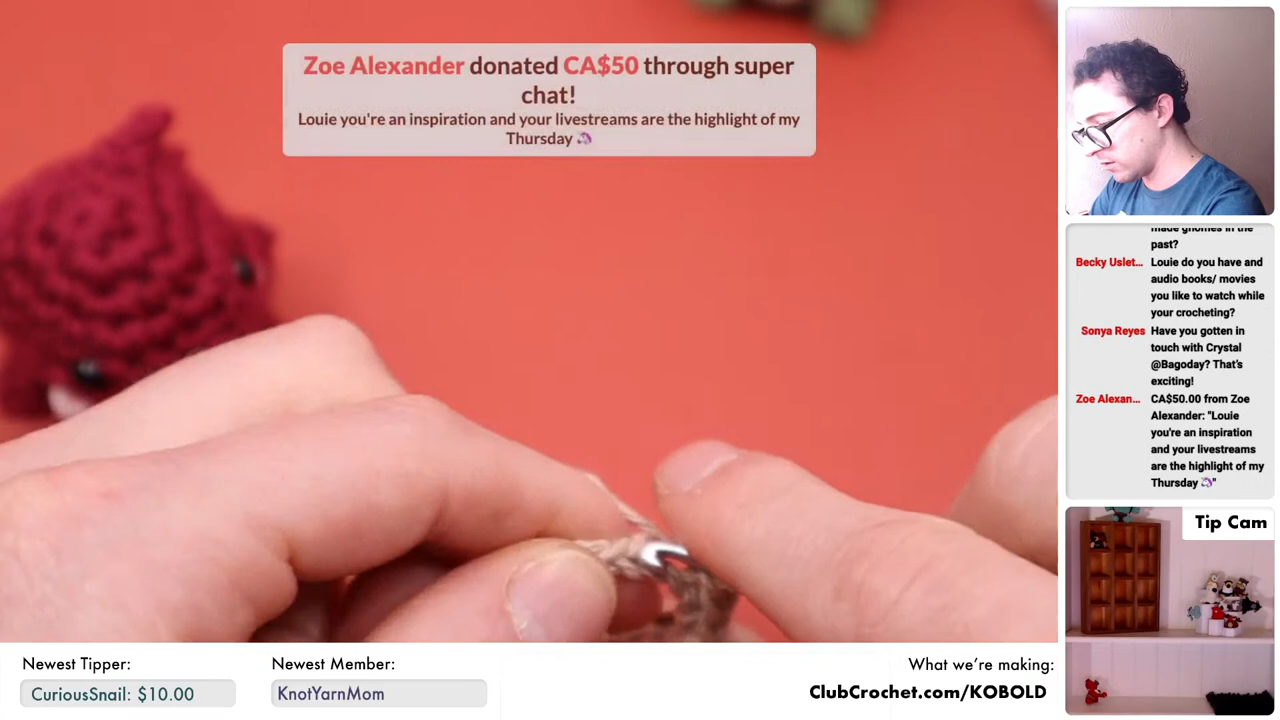 Zoe Alexander donated CA$50 through super
chat!
Louie you're an inspiration and your livestreams are the highlight of my
Thursday 🦄
made gnomes in the
past?
Becky Uslet... Louie do you have and
audio books/ movies
you like to watch while
your crocheting?
Sonya Reyes Have you gotten in
touch with Crystal
@Bagoday? That's
exciting!
Zoe Alexan... CA$50.00 from Zoe
Alexander: "Louie
you're an inspiration
and your livestreams
are the highlight of my
Thursday 🦄"
Tip Cam
Newest Tipper:
CuriousSnail: $10.00
Newest Member:
KnotYarnMom
What we're making:
ClubCrochet.com/KOBOLD